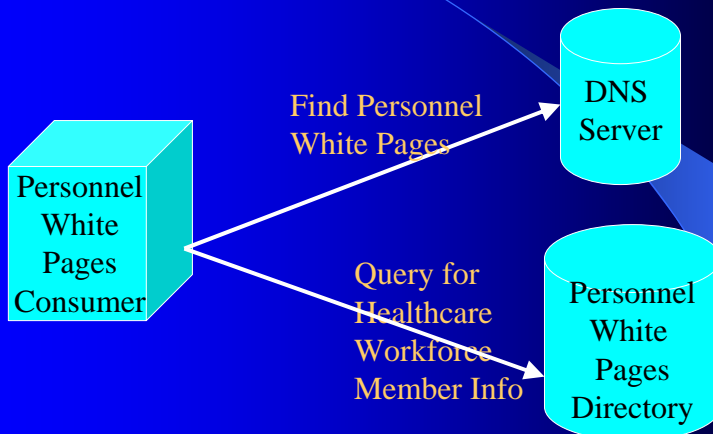 Personnel
White
Pages
Consumer
Find Personnel
White Pages
DNS
Server
Query for
Healthcare
Workforce
Member Info
Personnel
White
Pages
Directory